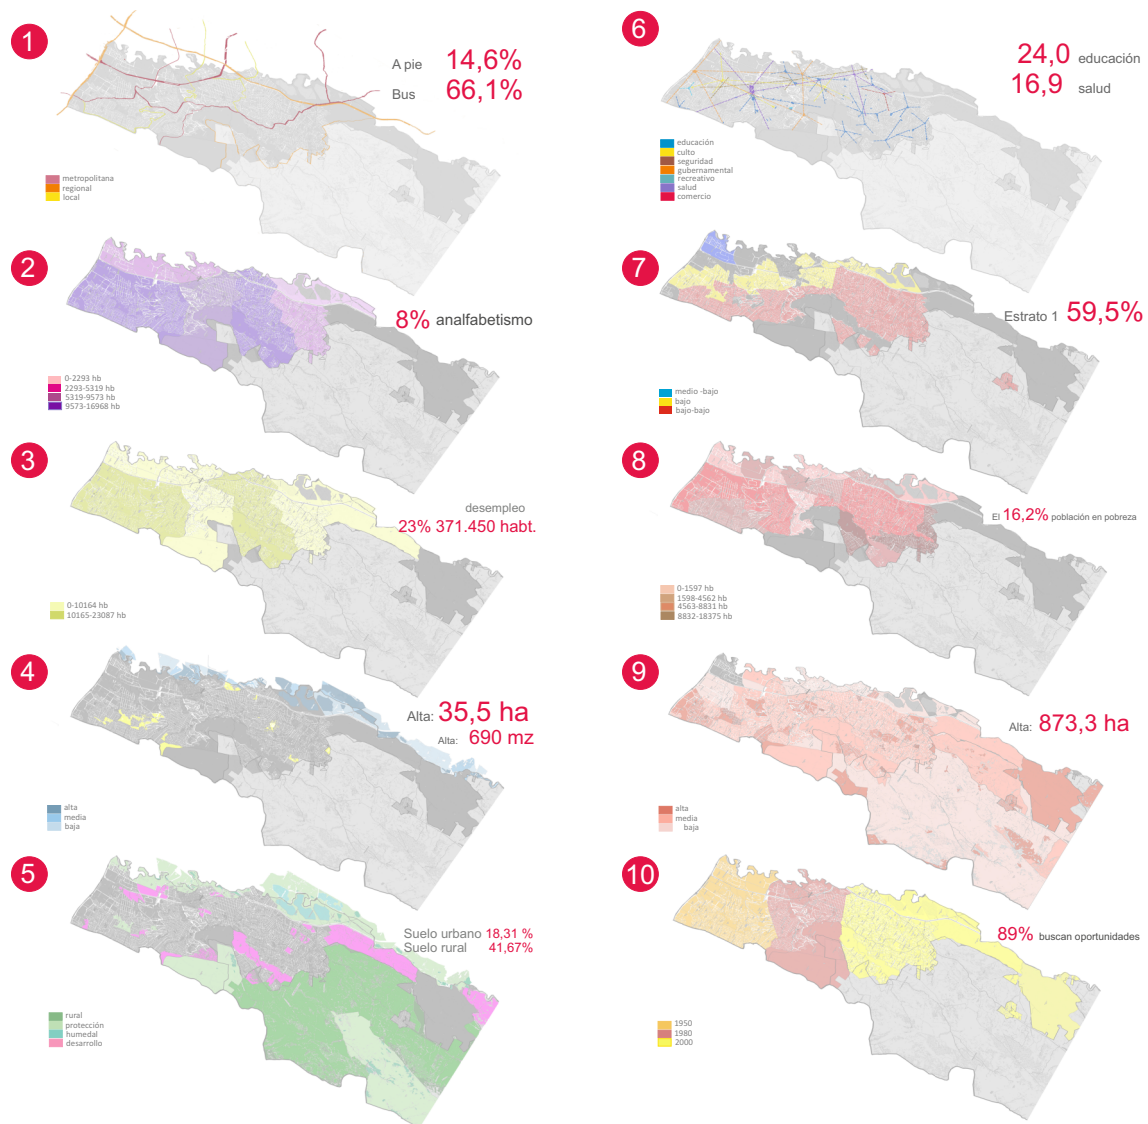 1
A pie 14,6%
Bus 66,1%
metropolitana
regional
local
2
8% analfabetismo
0-2293 hb
2293-5319 hb
5319-9573 hb
9573-16968 hb
3
desempleo
23% 371.450 habt.
0-10164 hb
10165-23087 hb
4
Alta: 35,5 ha
Alta: 690 mz
alta
media
baja
5
Suelo urbano 18,31 %
Suelo rural 41,67%
rural
protección
humedal
desarrollo
6
24,0 educación
16,9 salud
educación
culto
seguridad
gubernamental
recreativo
salud
comercio
7
Estrato 1 59,5%
medio -bajo
bajo
bajo-bajo
8
El 16,2% población en pobreza
0-1597 hb
1598-4562 hb
4563-8831 hb
8832-18375 hb
9
Alta: 873,3 ha
alta
media
baja
10
89% buscan oportunidades
1950
1980
2000